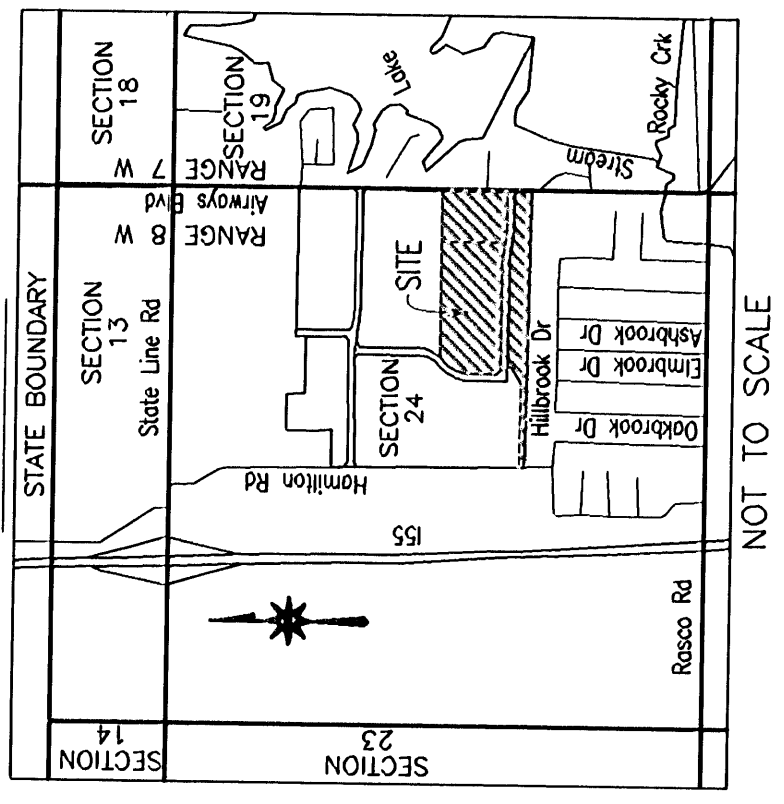 STATE BOUNDARY
SECTION
14
SECTION
13
SECTION
18
State Line Rd
SECTION
23
SECTION
24
SECTION
19
RANGE 8 W
RANGE 7 W
Airways Blvd
Hamilton Rd
I55
SITE
Lake
Stream
Rocky Crk
Hillbrook Dr
Oakbrook Dr
Elmbrook Dr
Ashbrook Dr
Rasco Rd
NOT TO SCALE